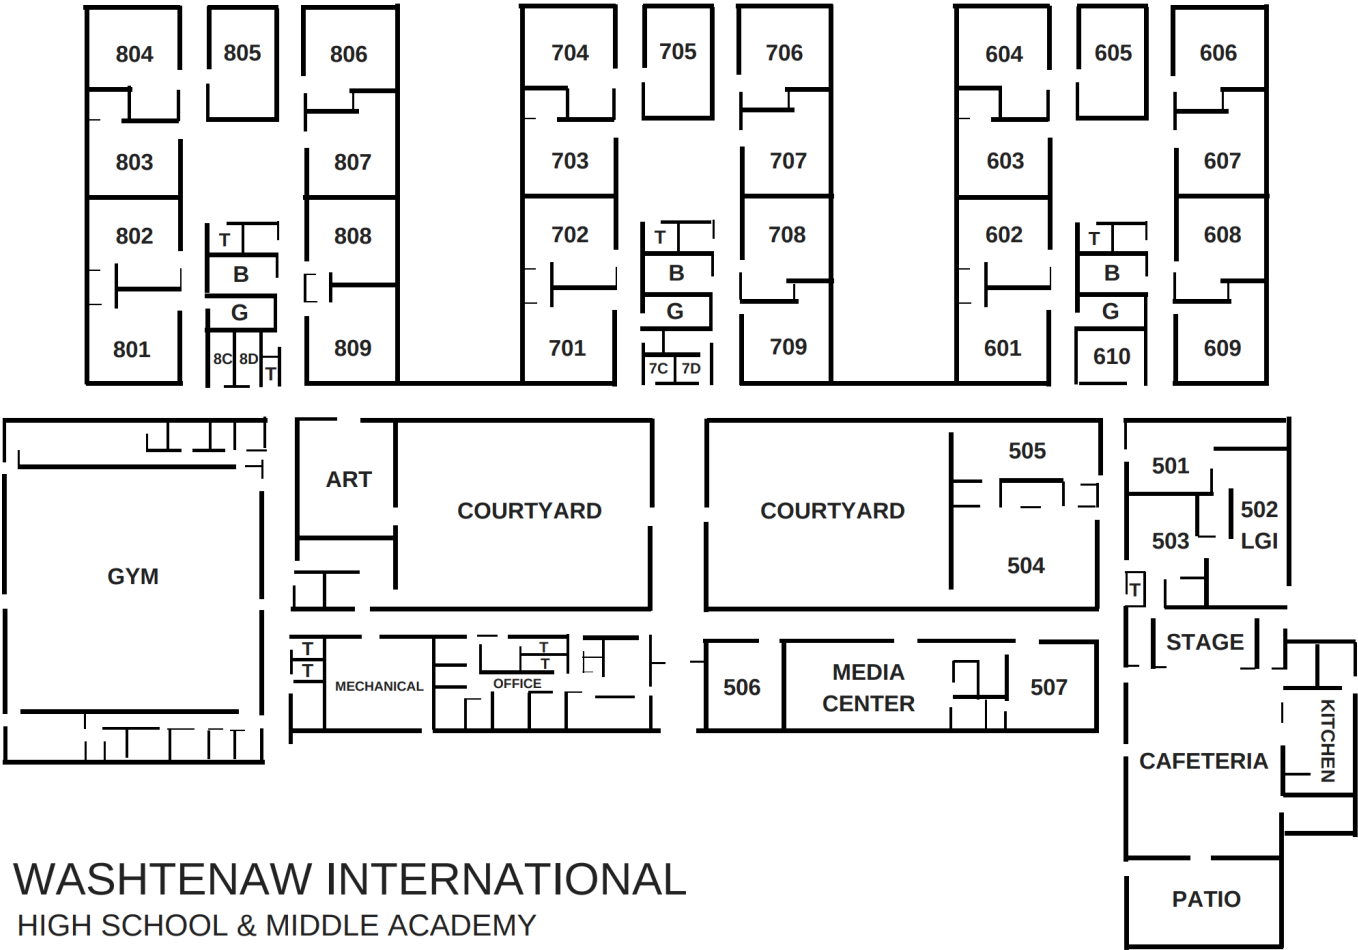 804
805
806
704
705
706
604
605
606
803
807
703
707
603
607
802
T
808
702
T
708
602
T
608
B
B
B
G
G
G
801
8C
8D
T
809
701
7C
7D
709
601
610
609
ART
COURTYARD
COURTYARD
505
501
502
LGI
503
504
GYM
T
STAGE
T
T
MECHANICAL
T
T
OFFICE
506
MEDIA
CENTER
507
KITCHEN
CAFETERIA
PATIO
WASHTENAW INTERNATIONAL
HIGH SCHOOL & MIDDLE ACADEMY